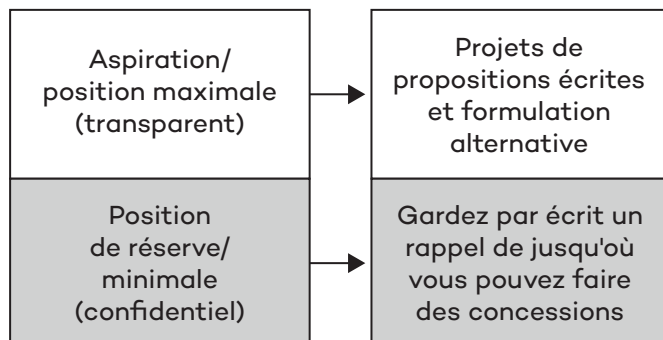 Aspiration/
position maximale
(transparent)
Projets de
propositions écrites
et formulation
alternative
Position
de réserve/
minimale
(confidentiel)
Gardez par écrit un
rappel de jusqu'où
vous pouvez faire
des concessions